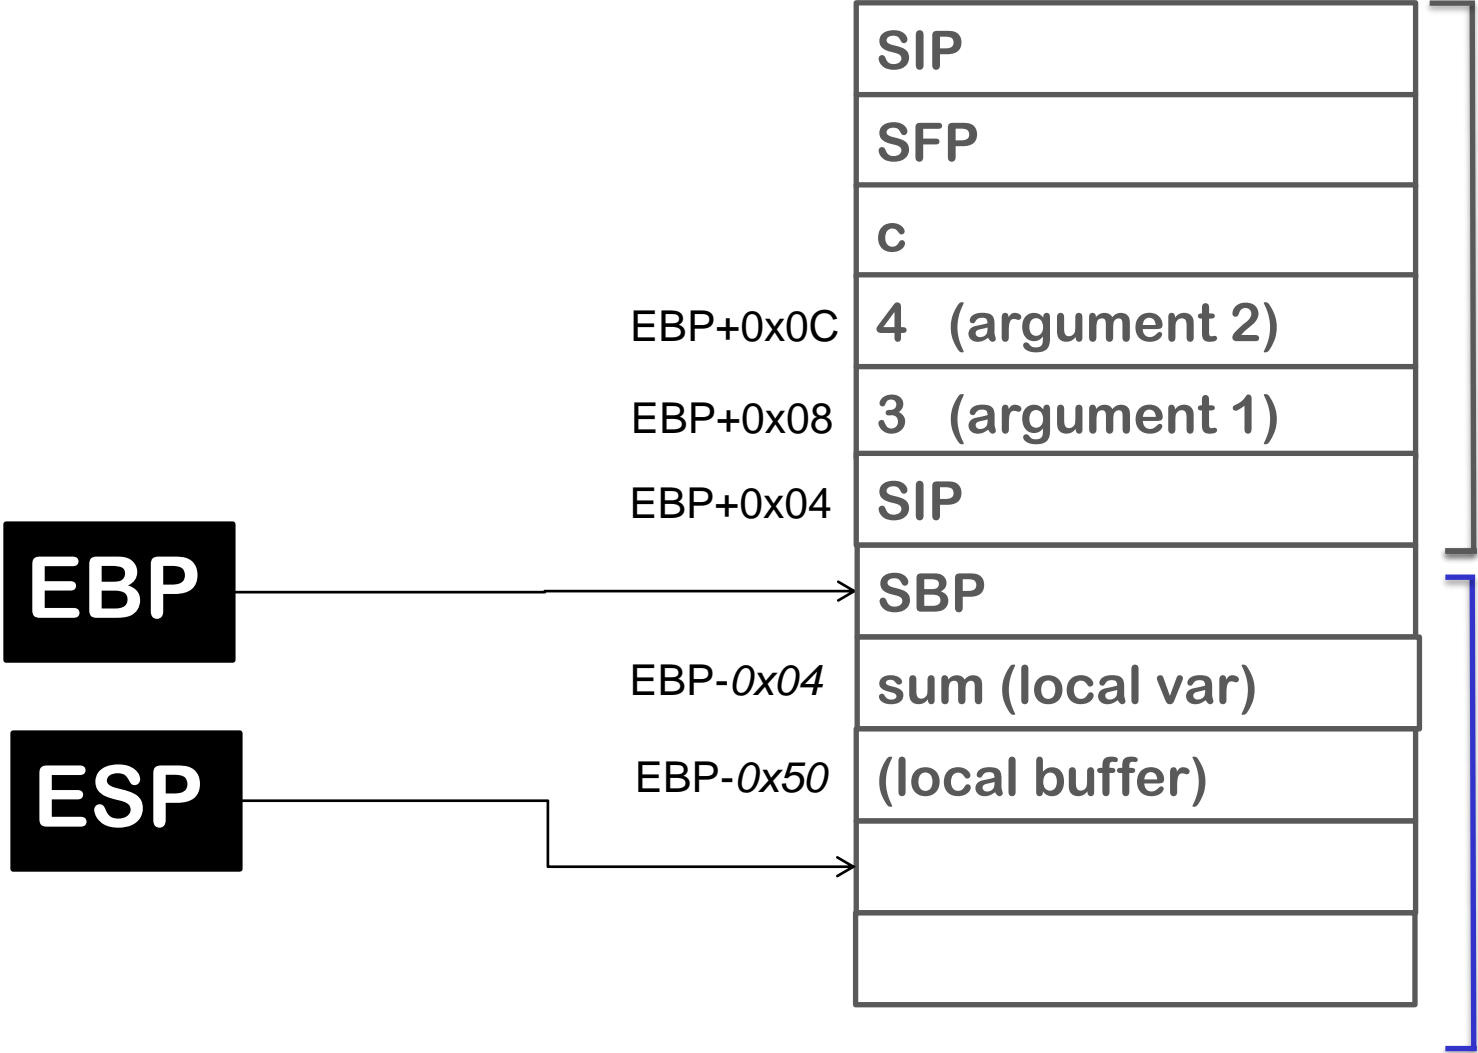 SIP
SFP
c
EBP+0x0C 4 (argument 2)
EBP+0x08 3 (argument 1)
EBP+0x04 SIP
EBP SBP
EBP-0x04 sum (local var)
EBP-0x50 (local buffer)
ESP